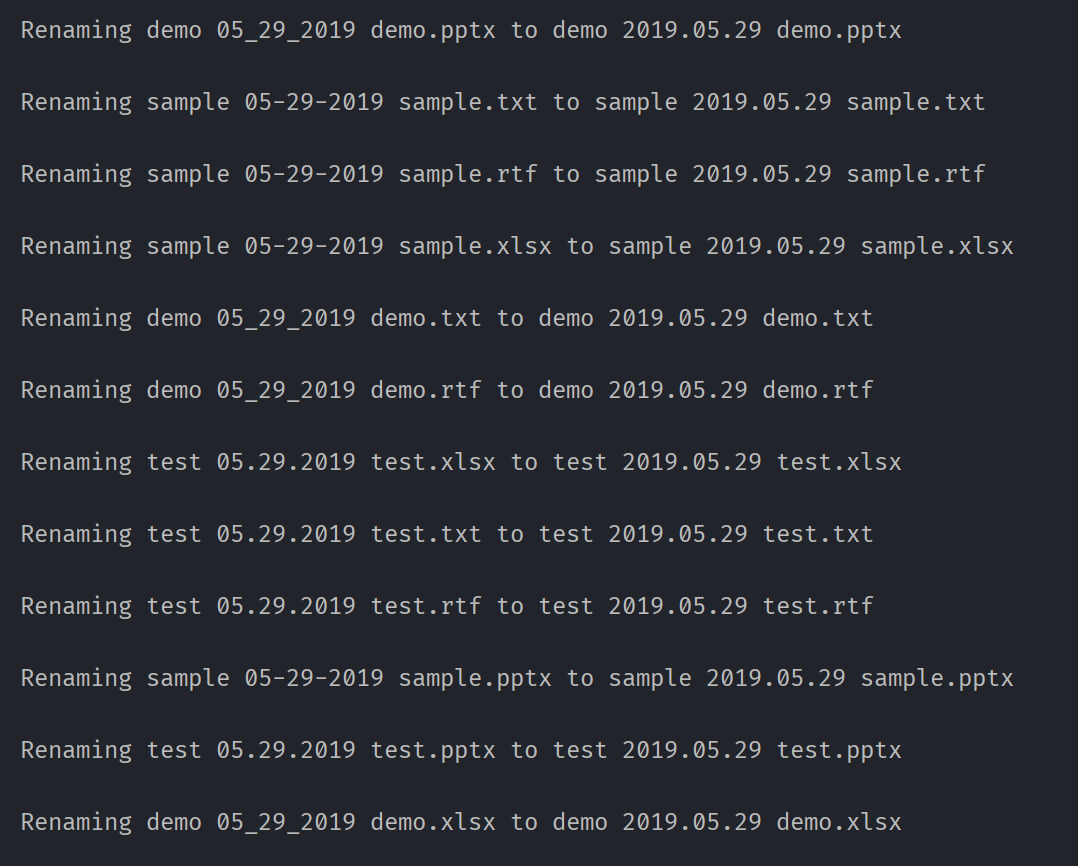 Renaming demo 05_29_2019 demo.pptx to demo 2019.05.29 demo.pptx
Renaming sample 05-29-2019 sample.txt to sample 2019.05.29 sample.txt
Renaming sample 05-29-2019 sample.rtf to sample 2019.05.29 sample.rtf
Renaming sample 05-29-2019 sample.xlsx to sample 2019.05.29 sample.xlsx
Renaming demo 05_29_2019 demo.txt to demo 2019.05.29 demo.txt
Renaming demo 05_29_2019 demo.rtf to demo 2019.05.29 demo.rtf
Renaming test 05.29.2019 test.xlsx to test 2019.05.29 test.xlsx
Renaming test 05.29.2019 test.txt to test 2019.05.29 test.txt
Renaming test 05.29.2019 test.rtf to test 2019.05.29 test.rtf
Renaming sample 05-29-2019 sample.pptx to sample 2019.05.29 sample.pptx
Renaming test 05.29.2019 test.pptx to test 2019.05.29 test.pptx
Renaming demo 05_29_2019 demo.xlsx to demo 2019.05.29 demo.xlsx